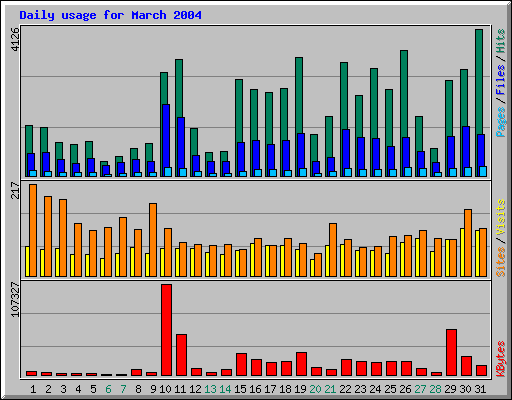 Daily usage for March 2004
4126
Pages / Files / Hits
217
Sites / Visits
107327
KBytes
1 2 3 4 5 6 7 8 9 10 11 12 13 14 15 16 17 18 19 20 21 22 23 24 25 26 27 28 29 30 31